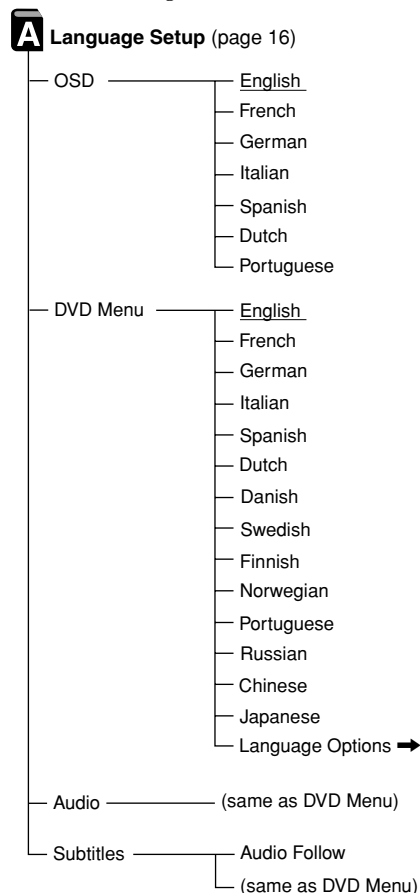 A Language Setup (page 16)
OSD English
French
German
Italian
Spanish
Dutch
Portuguese
DVD Menu English
French
German
Italian
Spanish
Dutch
Danish
Swedish
Finnish
Norwegian
Portuguese
Russian
Chinese
Japanese
Language Options ➡
Audio (same as DVD Menu)
Subtitles Audio Follow
(same as DVD Menu)